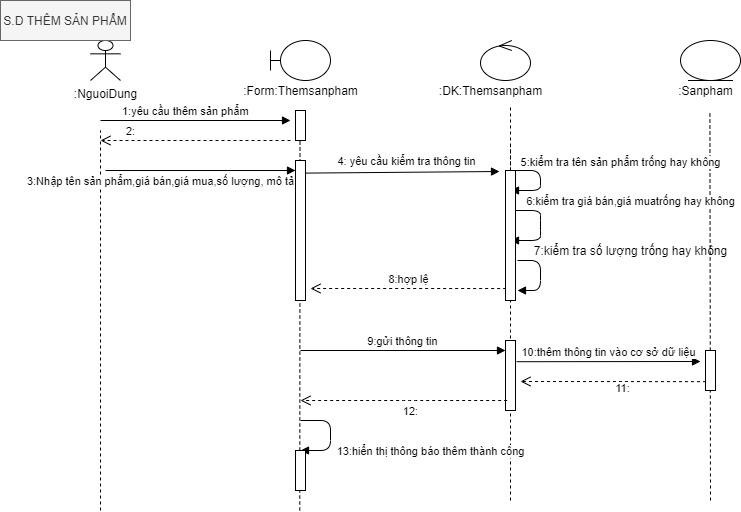 S.D THÊM SẢN PHẨM
:NguoiDung
:Form:Themsanpham
:DK:Themsanpham
:Sanpham
1:yêu cầu thêm sản phẩm
2:
3:Nhập tên sản phẩm,giá bán,giá mua,số lượng, mô tả
4: yêu cầu kiểm tra thông tin
5:kiểm tra tên sản phẩm trống hay không
6:kiểm tra giá bán,giá muatrống hay không
7:kiểm tra số lượng trống hay không
8:hợp lệ
9:gửi thông tin
10:thêm thông tin vào cơ sở dữ liệu
11:
12:
13:hiển thị thông báo thêm thành công